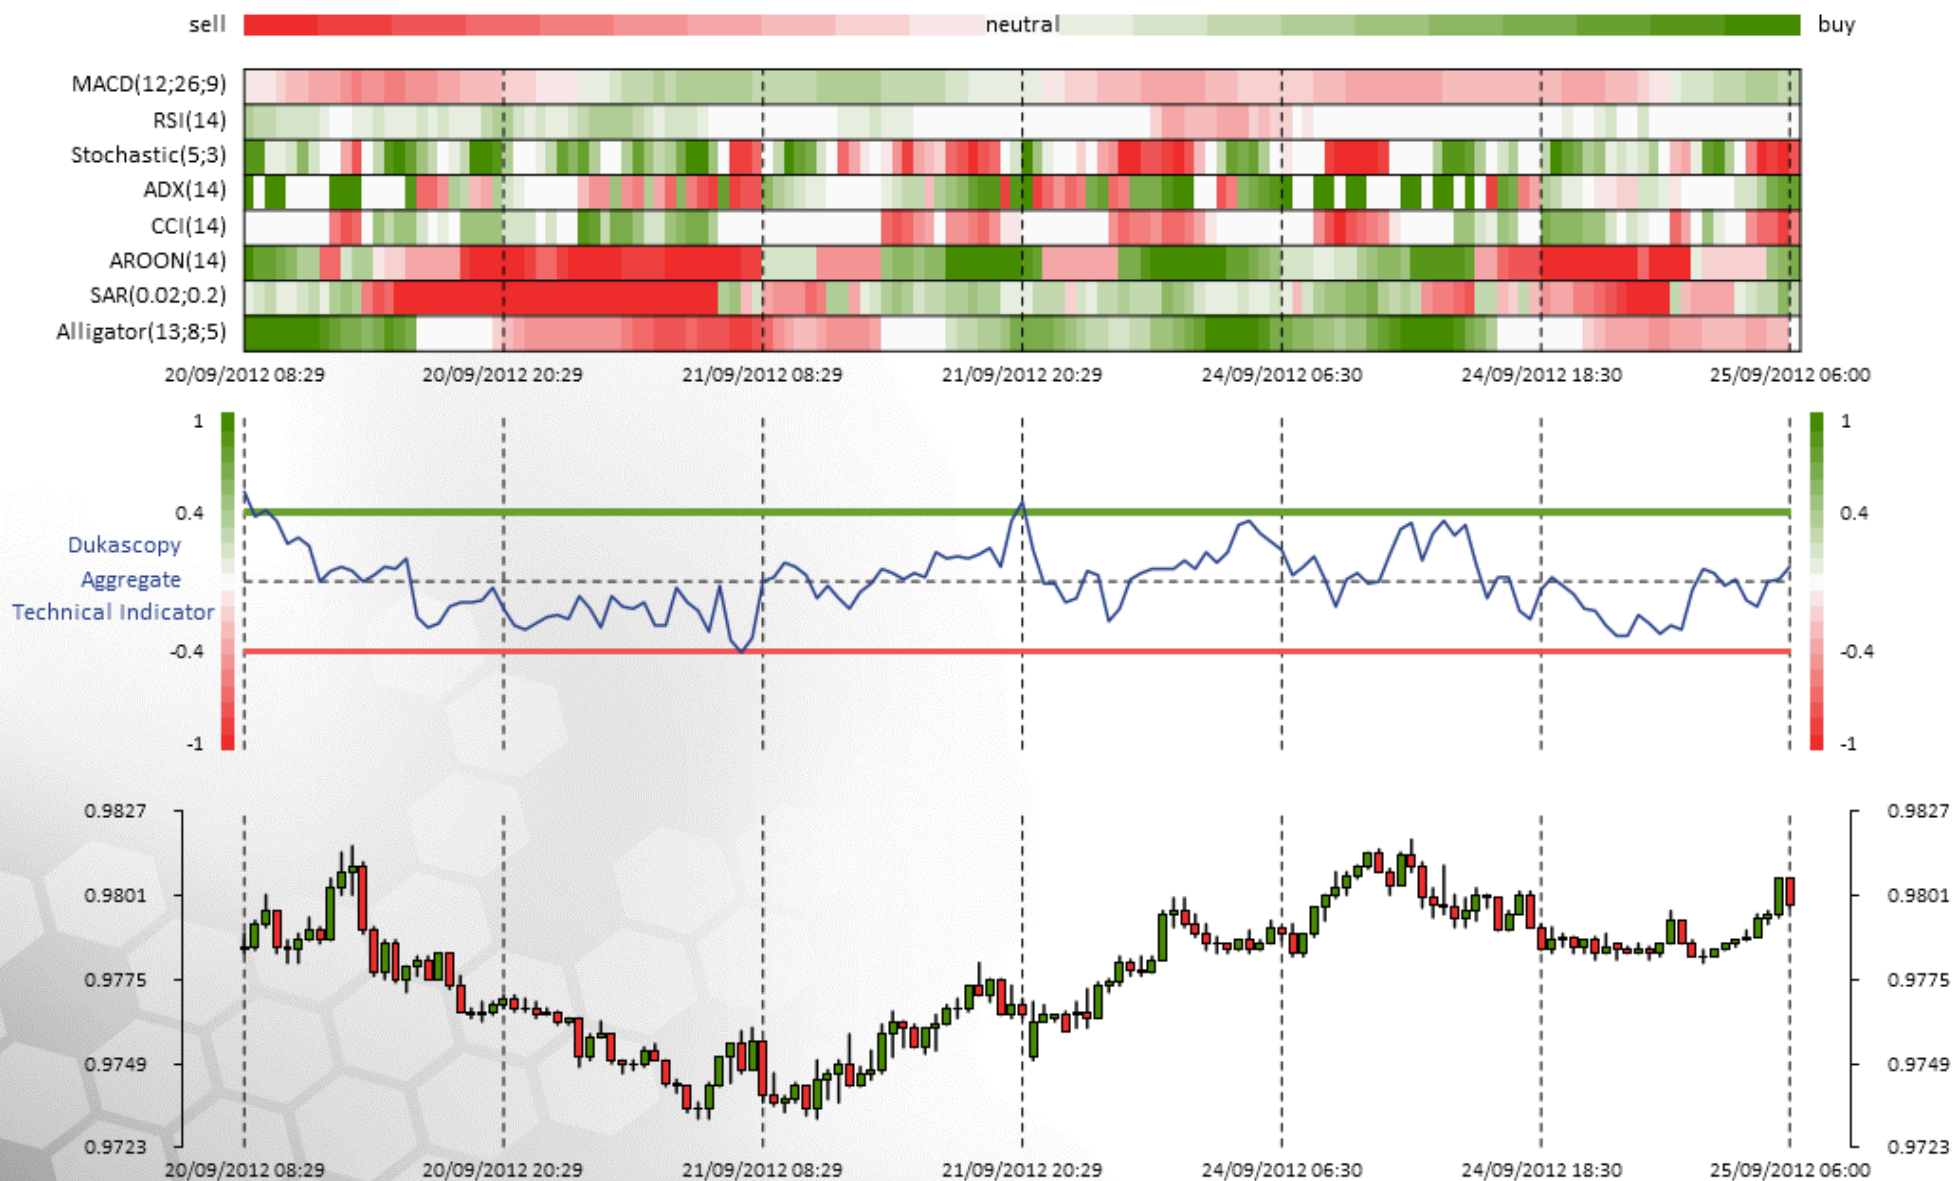 sell neutral buy
MACD(12;26;9)
RSI(14)
Stochastic(5;3)
ADX(14)
CCI(14)
AROON(14)
SAR(0.02;0.2)
Alligator(13;8;5)
20/09/2012 08:29 20/09/2012 20:29 21/09/2012 08:29 21/09/2012 20:29 24/09/2012 06:30 24/09/2012 18:30 25/09/2012 06:00
1 1
0.4 0.4
Dukascopy
Aggregate
Technical Indicator
-0.4 -0.4
-1 -1
0.9827 0.9827
0.9801 0.9801
0.9775 0.9775
0.9749 0.9749
0.9723 0.9723
20/09/2012 08:29 20/09/2012 20:29 21/09/2012 08:29 21/09/2012 20:29 24/09/2012 06:30 24/09/2012 18:30 25/09/2012 06:00